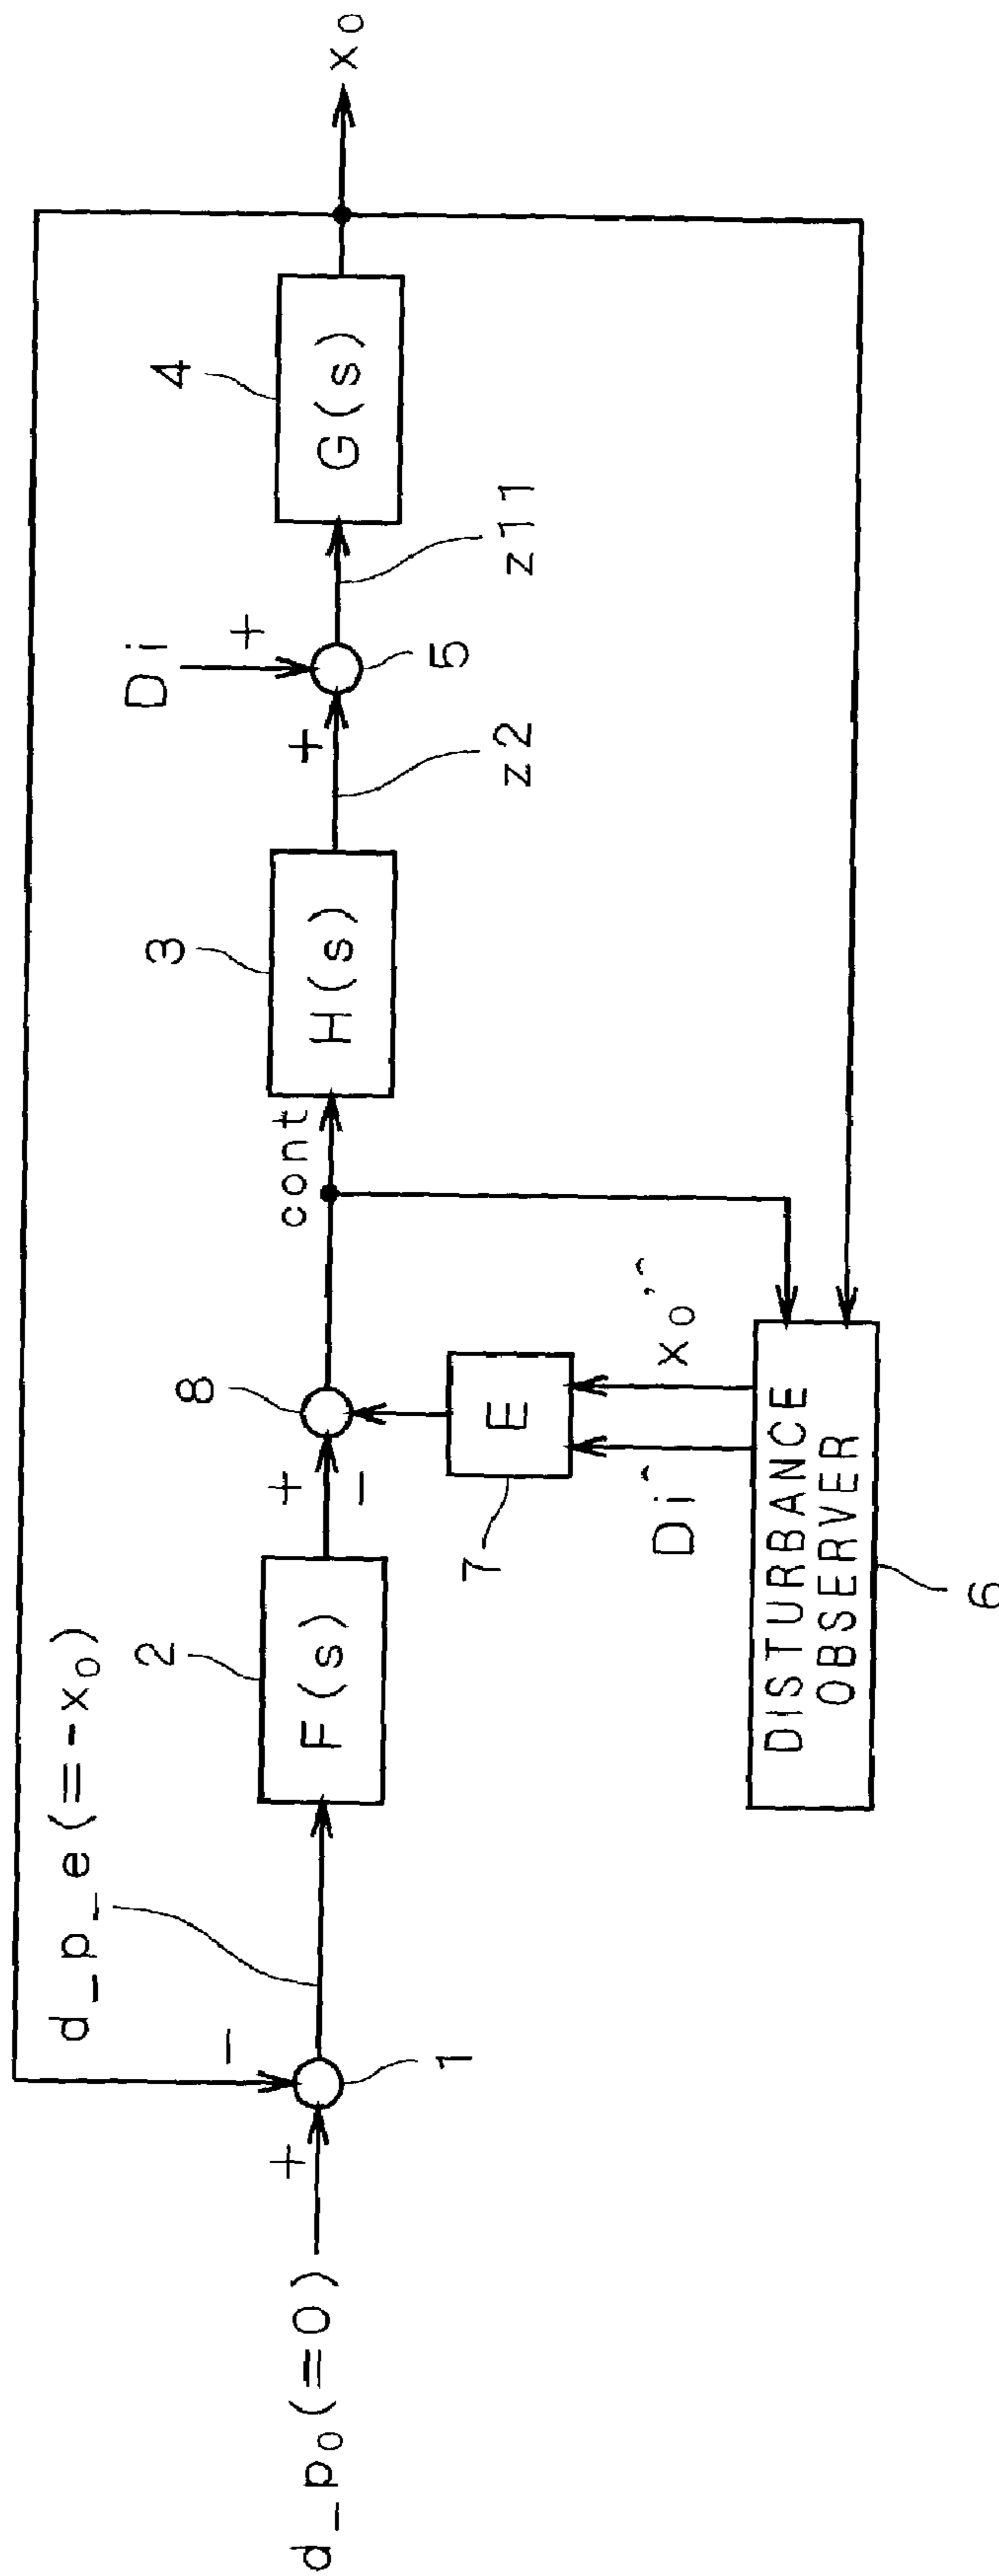 d_p₀(=0)
+
−
1
d_p_e(=-x₀)
2
F(s)
+
−
8
cont
3
H(s)
z2
+
Di
+
5
z11
4
G(s)
x₀
7
E
Di^
x₀'^
DISTURBANCE
OBSERVER
6